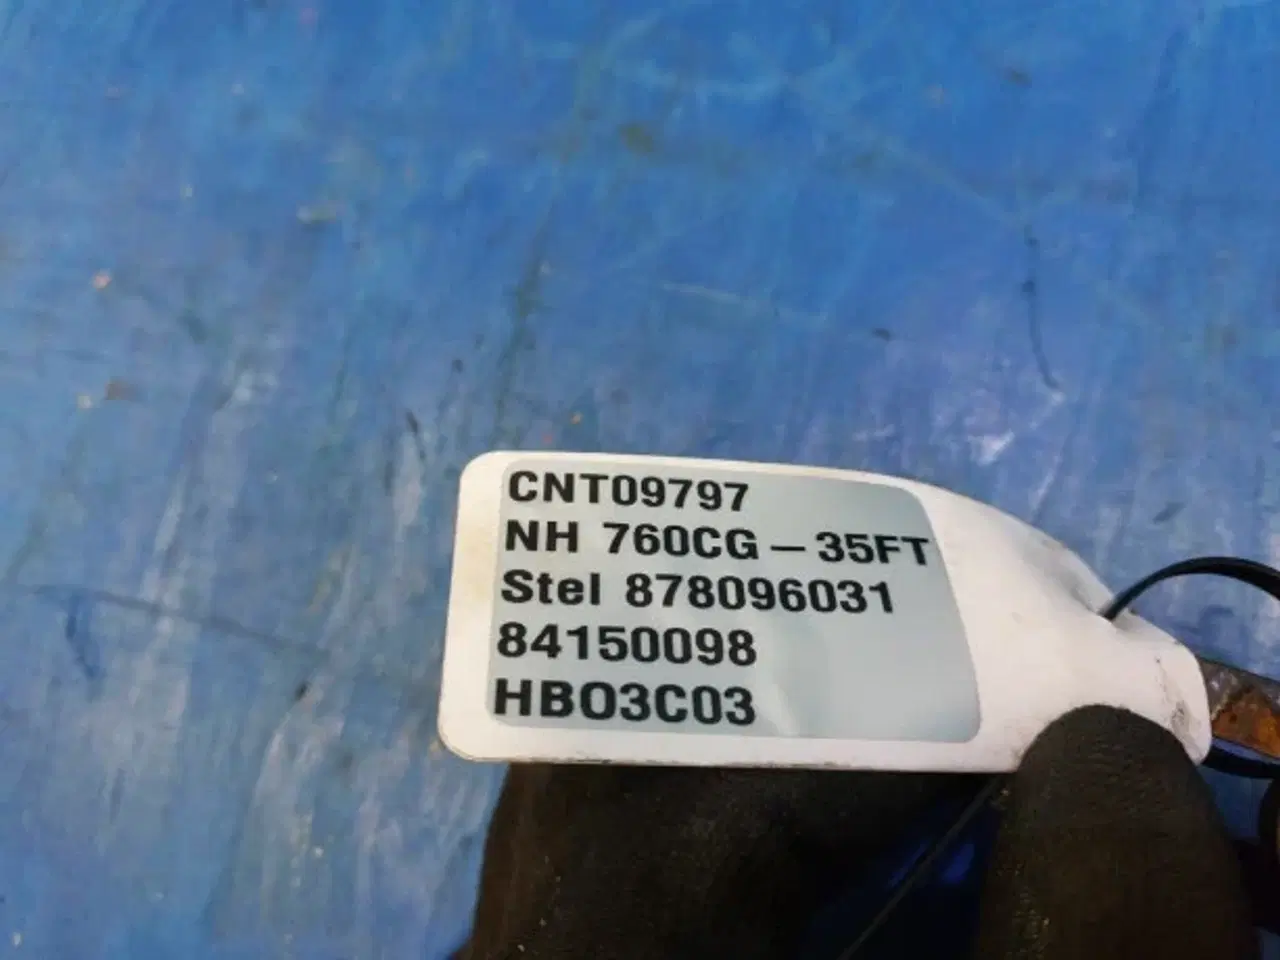 CNT09797
NH 760CG – 35FT
Stel 878096031
84150098
HBO3C03